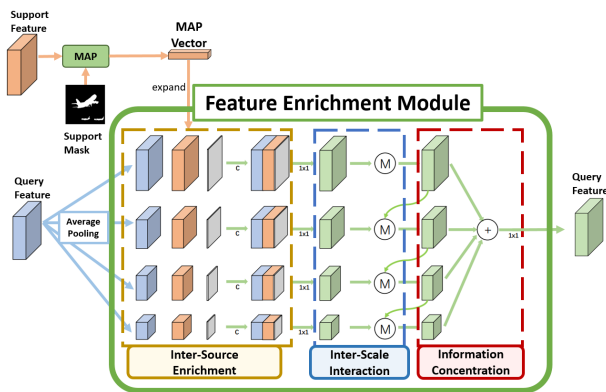 Support
Feature
MAP
MAP
Vector
expand
Support
Mask
Feature Enrichment Module
Query
Feature
Average
Pooling
C
1x1
M
C
1x1
M
C
1x1
M
C
1x1
M
+
1x1
Query
Feature
Inter-Source
Enrichment
Inter-Scale
Interaction
Information
Concentration